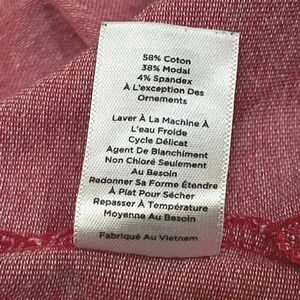 58% Coton
38% Modal
4% Spandex
À L'exception Des
Ornements
Laver À La Machine À
L'eau Froide
Cycle Délicat
Agent De Blanchiment
Non Chloré Seulement
Au Besoin
Redonner Sa Forme Étendre
À Plat Pour Sécher
Repasser À Température
Moyenne Au Besoin
Fabriqué Au Vietnam